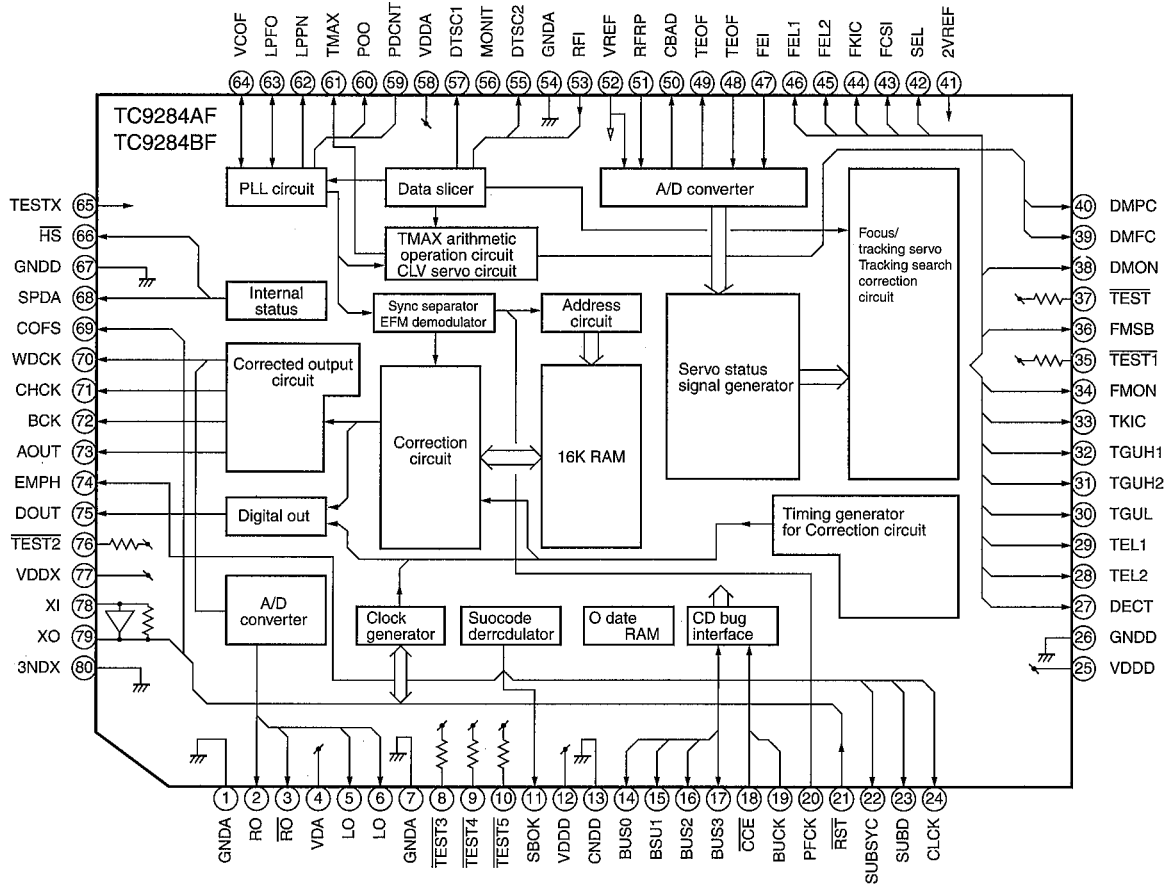 VCOF
LPFO
LPPN
TMAX
POO
PDCNT
VDDA
DTSC1
MONIT
DTSC2
GNDA
RFI
VREF
RFRP
CBAD
TEOF
TEOF
FEI
FEL1
FEL2
FKIC
FCSI
SEL
2VREF
64
63
62
61
60
59
58
57
56
55
54
53
52
51
50
49
48
47
46
45
44
43
42
41
TC9284AF
TC9284BF
PLL circuit
Data slicer
A/D converter
TMAX arithmetic
operation circuit
CLV servo circuit
Focus/
tracking servo
Tracking search
correction
circuit
Internal
status
Sync separator
EFM demodulator
Address
circuit
Corrected output
circuit
Servo status
signal generator
Correction
circuit
16K RAM
Digital out
Timing generator
for Correction circuit
A/D
converter
Clock
generator
Suocode
derrcdulator
O date
RAM
CD bug
interface
TESTX 65
HS 66
GNDD 67
SPDA 68
COFS 69
WDCK 70
CHCK 71
BCK 72
AOUT 73
EMPH 74
DOUT 75
TEST2 76
VDDX 77
XI 78
XO 79
3NDX 80
40 DMPC
39 DMFC
38 DMON
37 TEST
36 FMSB
35 TEST1
34 FMON
33 TKIC
32 TGUH1
31 TGUH2
30 TGUL
29 TEL1
28 TEL2
27 DECT
26 GNDD
25 VDDD
1
2
3
4
5
6
7
8
9
10
11
12
13
14
15
16
17
18
19
20
21
22
23
24
GNDA
RO
RO
VDA
LO
LO
GNDA
TEST3
TEST4
TEST5
SBOK
VDDD
CNDD
BUS0
BSU1
BUS2
BUS3
CCE
BUCK
PFCK
RST
SUBSYC
SUBD
CLCK